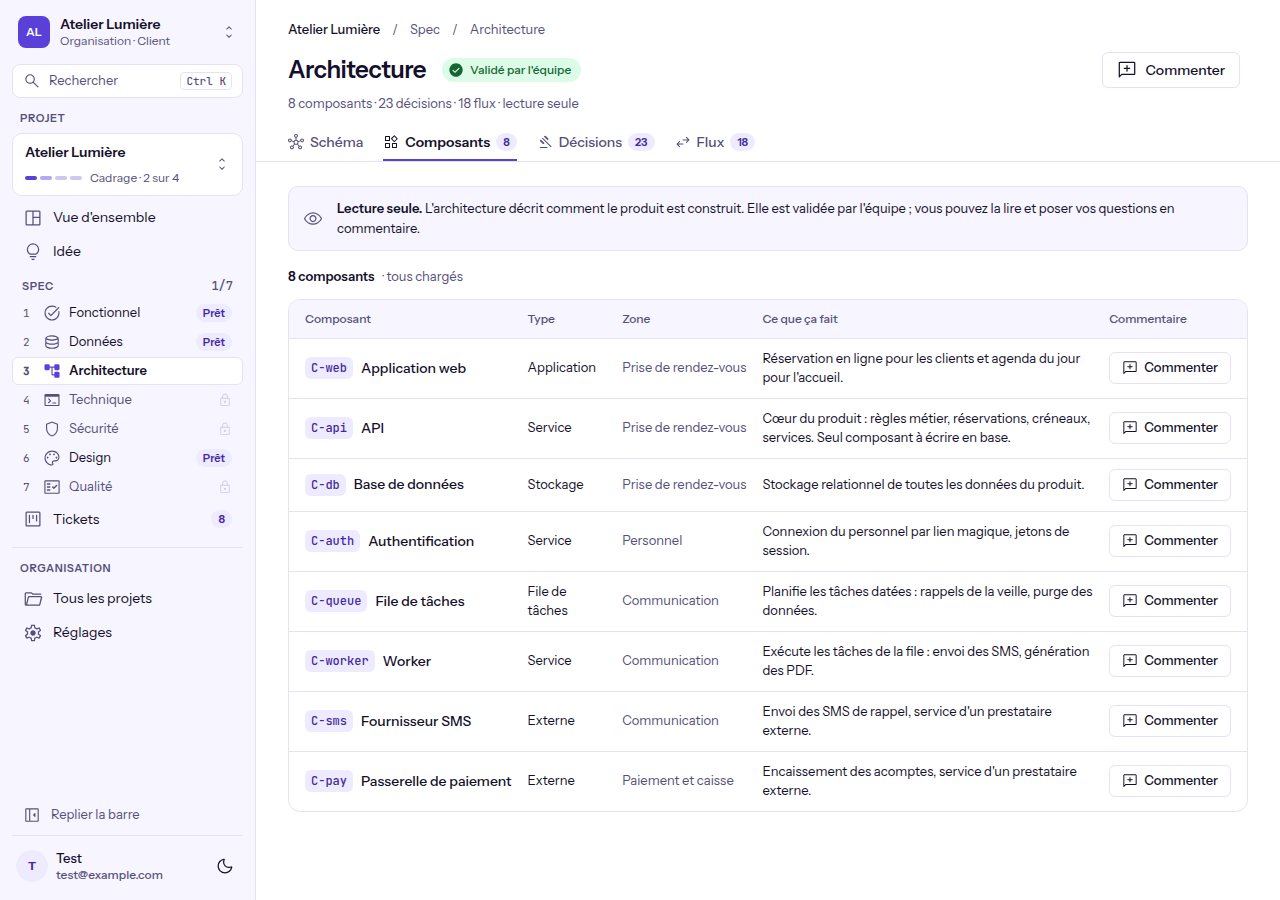 AL
Atelier Lumière
Organisation · Client
Rechercher
Ctrl K
PROJET
Atelier Lumière
Cadrage · 2 sur 4
Vue d'ensemble
Idée
SPEC 1/7
1 Fonctionnel Prêt
2 Données Prêt
3 Architecture
4 Technique
5 Sécurité
6 Design Prêt
7 Qualité
Tickets 8
ORGANISATION
Tous les projets
Réglages
Replier la barre
T
Test
test@example.com
Atelier Lumière / Spec / Architecture
Architecture
Validé par l'équipe
Commenter
8 composants · 23 décisions · 18 flux · lecture seule
Schéma
Composants 8
Décisions 23
Flux 18
Lecture seule. L'architecture décrit comment le produit est construit. Elle est validée par l'équipe ; vous pouvez la lire et poser vos questions en
commentaire.
8 composants · tous chargés
Composant Type Zone Ce que ça fait Commentaire
C-web Application web Application Prise de rendez-vous Réservation en ligne pour les clients et agenda du jour
pour l'accueil.
Commenter
C-api API Service Prise de rendez-vous Cœur du produit : règles métier, réservations, créneaux,
services. Seul composant à écrire en base.
Commenter
C-db Base de données Stockage Prise de rendez-vous Stockage relationnel de toutes les données du produit.
Commenter
C-auth Authentification Service Personnel Connexion du personnel par lien magique, jetons de
session.
Commenter
C-queue File de tâches File de
tâches
Communication Planifie les tâches datées : rappels de la veille, purge des
données.
Commenter
C-worker Worker Service Communication Exécute les tâches de la file : envoi des SMS, génération
des PDF.
Commenter
C-sms Fournisseur SMS Externe Communication Envoi des SMS de rappel, service d'un prestataire
externe.
Commenter
C-pay Passerelle de paiement Externe Paiement et caisse Encaissement des acomptes, service d'un prestataire
externe.
Commenter